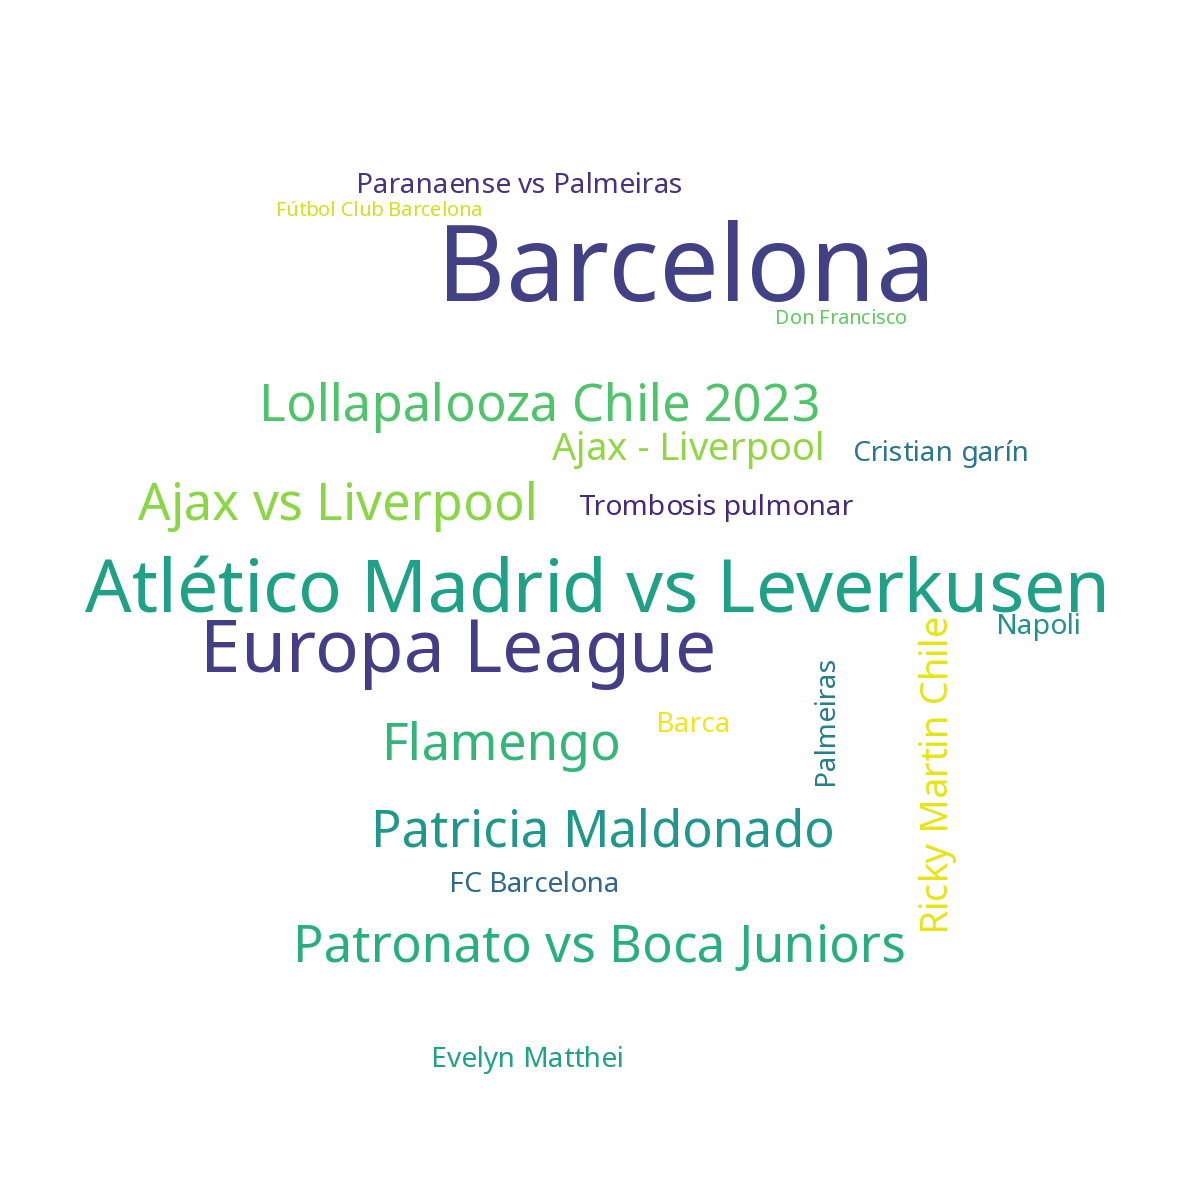 Paranaense vs Palmeiras
Fútbol Club Barcelona
Barcelona
Don Francisco
Lollapalooza Chile 2023
Ajax - Liverpool
Cristian garín
Ajax vs Liverpool
Trombosis pulmonar
Atlético Madrid vs Leverkusen
Europa League
Napoli
Ricky Martin Chile
Palmeiras
Barca
Flamengo
Patricia Maldonado
FC Barcelona
Patronato vs Boca Juniors
Evelyn Matthei